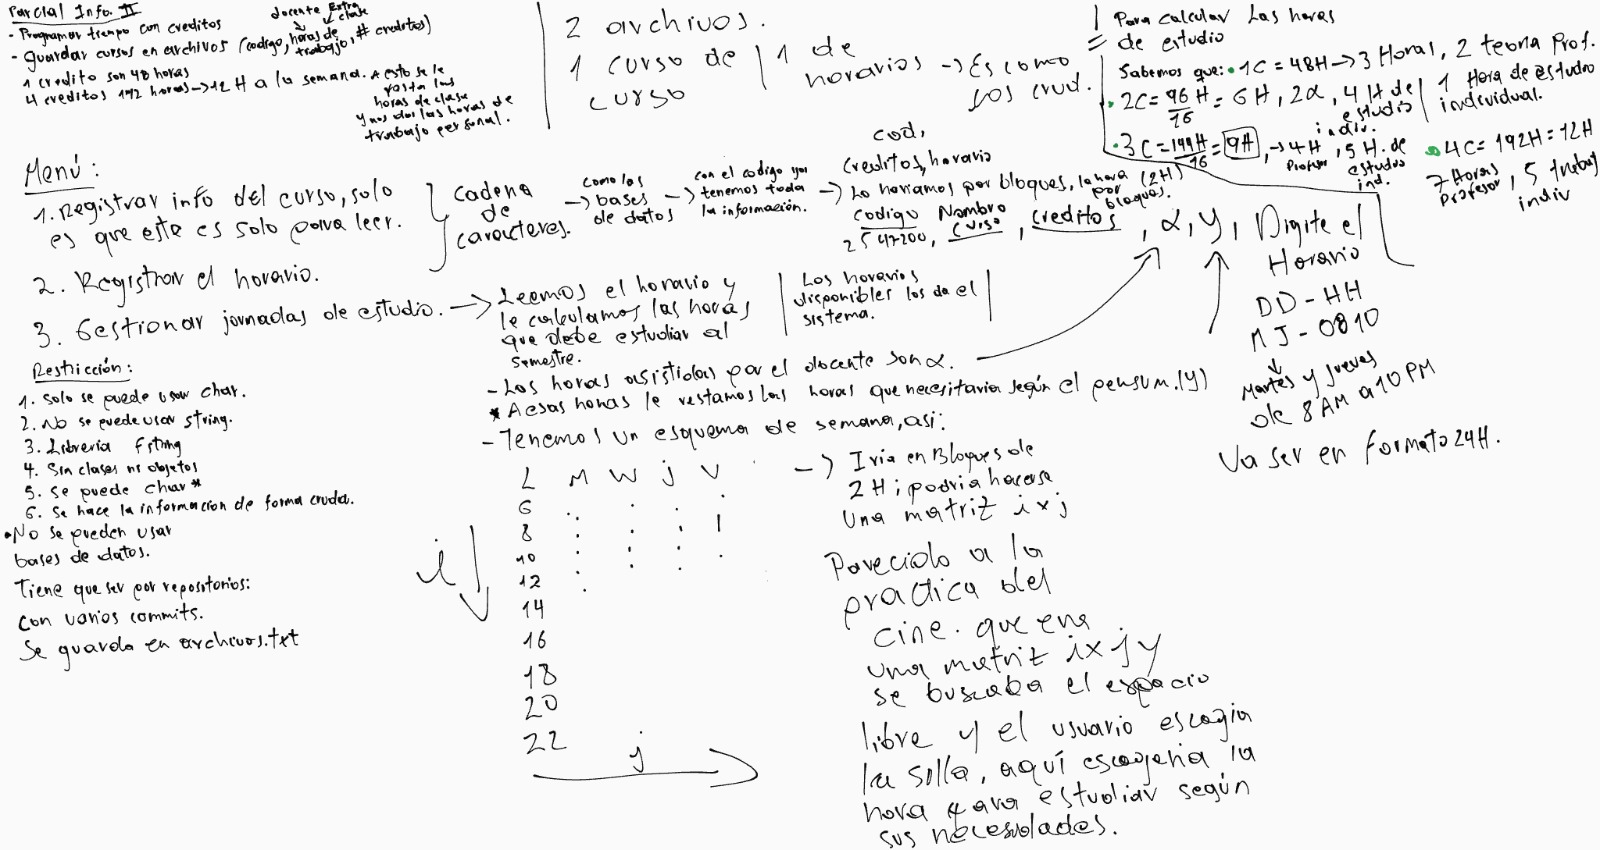 Parcial Info. II
- Programar tiempo con creditos
docente Extra clase
- guardar cursos en archivos (codigo, horas de trabajo, # creditos)
1 credito son 48 horas
4 creditos 192 horas -> 12 H a la semana. A esto se le
resta las
horas de clase
y nos da las horas de
trabajo personal.
2 archivos.
1 curso de
curso
1 de
horarios -> Es como
los crud.
Para calcular Las horas
de estudio
Sabemos que: • 1C = 48H -> 3 Horas, 2 teoria Prof.
1 Hora de estudio
individual.
• 2C = 96H/16 = 6H, 2α, 4H de
estudio
indiv.
• 3C = 144H/16 = 9H, -> 4H Profesor, 5 H. de
estudio
ind.
• 4C = 192H = 12H
7 Horas
Profesor, 5 trabaj
indiv
Menú:
1. Registrar info del curso, solo
es que este es solo para leer.
2. Registrar el horario.
3. Gestionar jornadas de estudio.
cadena
de
caracteres.
-> como las
bases
de datos
-> con el codigo ya
tenemos toda
la información.
cod,
creditos, horario
-> Lo hariamos por bloques, la hora (2H)
por
bloques.
Codigo Nombre
2547200, curso, creditos, α, y, Digite el
Horario
DD-HH
MJ-0810
Martes y jueves
de 8 AM a 10 PM
Va ser en formato 24H.
-> Leemos el horario y
le calculamos las horas
que debe estudiar al
semestre.
Los horarios
disponibles los da el
sistema.
- Las horas asistidas por el docente son α.
* A esas horas le restamos las horas que necesitaria según el pensum. (y)
- Tenemos un esquema de semana, asi:
L M W J V
6
8
10
12
14
16
18
20
22
i
j
-> Iria en Bloques de
2H; podria hacerse
una matriz i x j
Parecido a la
practica del
cine. que era
una matriz i x j y
se buscaba el espacio
libre y el usuario escogia
la silla, aquí escogeria la
hora para estudiar según
sus necesidades.
Restricción:
1. Solo se puede usar char.
2. No se puede usar string.
3. Libreria fstring
4. Sin clases ni objetos
5. Se puede char*
6. Se hace la informacion de forma cruda.
• No se pueden usar
bases de datos.
Tiene que ser por repositorios:
con varios commits.
Se guarda en archivos.txt